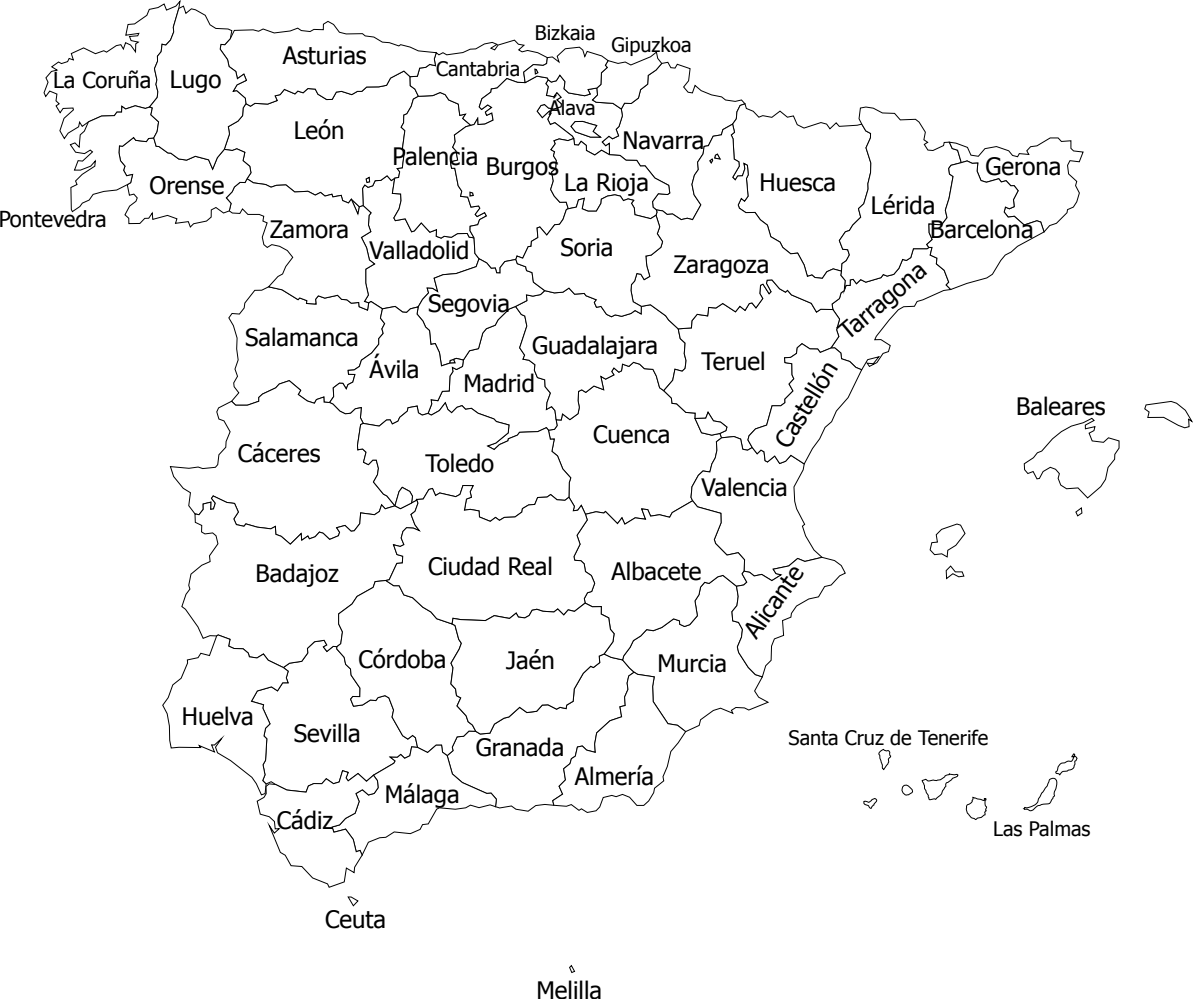 Bizkaia
Gipuzkoa
Asturias
Cantabria
La Coruña
Lugo
Álava
León
Navarra
Palencia
Burgos
Gerona
La Rioja
Huesca
Orense
Lérida
Pontevedra
Zamora
Barcelona
Valladolid
Soria
Zaragoza
Tarragona
Segovia
Salamanca
Guadalajara
Teruel
Ávila
Madrid
Castellón
Baleares
Cuenca
Cáceres
Toledo
Valencia
Ciudad Real
Albacete
Badajoz
Alicante
Córdoba
Jaén
Murcia
Huelva
Sevilla
Granada
Santa Cruz de Tenerife
Almería
Málaga
Cádiz
Las Palmas
Ceuta
Melilla